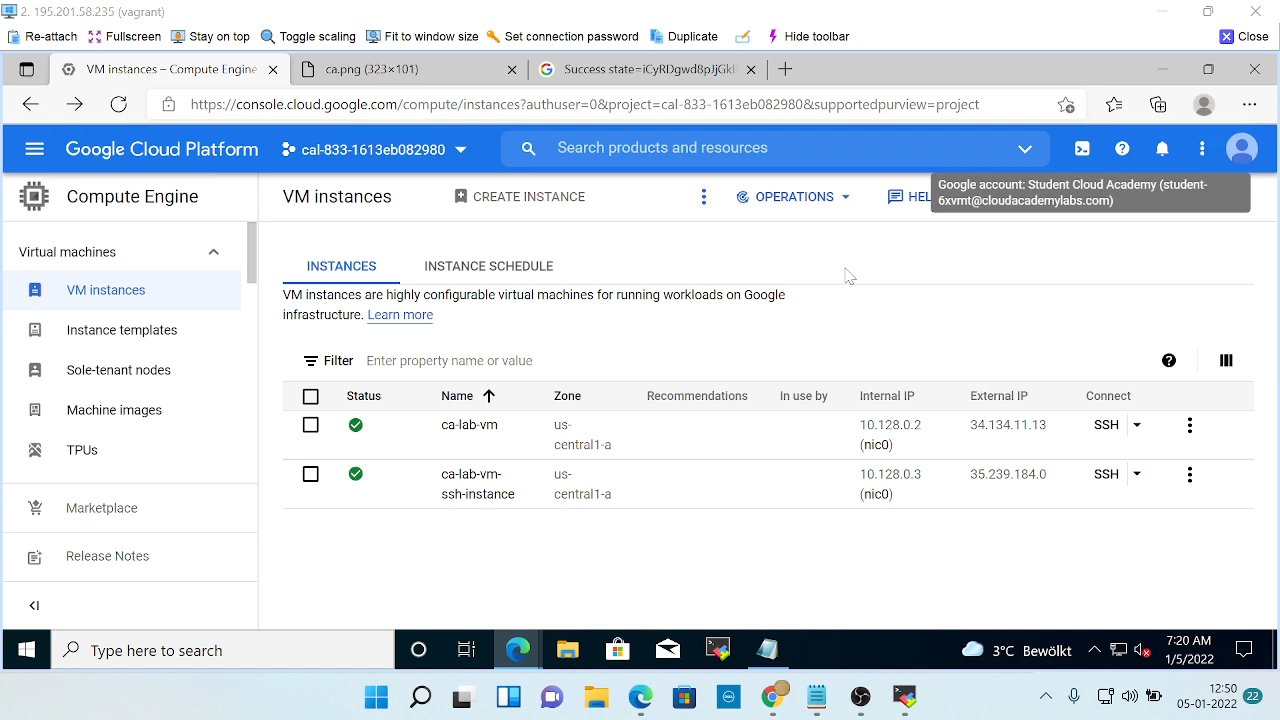 2. 195.201.58.235 (vagrant)
Re-attach Fullscreen Stay on top Toggle scaling Fit to window size Set connection password Duplicate Hide toolbar Close
VM instances – Compute Engine ca.png (323×101) Success state=iCyRDgwd8pJjGkl
https://console.cloud.google.com/compute/instances?authuser=0&project=cal-833-1613eb082980&supportedpurview=project
Google Cloud Platform cal-833-1613eb082980 Search products and resources
Compute Engine VM instances CREATE INSTANCE OPERATIONS HEL
Google account: Student Cloud Academy (student-
6xvmt@cloudacademylabs.com)
Virtual machines
VM instances
Instance templates
Sole-tenant nodes
Machine images
TPUs
Marketplace
Release Notes
INSTANCES INSTANCE SCHEDULE
VM instances are highly configurable virtual machines for running workloads on Google
infrastructure. Learn more
Filter Enter property name or value
Status Name Zone Recommendations In use by Internal IP External IP Connect
ca-lab-vm us- 10.128.0.2 34.134.11.13 SSH
central1-a (nic0)
ca-lab-vm- us- 10.128.0.3 35.239.184.0 SSH
ssh-instance central1-a (nic0)
Type here to search 3°C Bewölkt 7:20 AM
1/5/2022
12:50 22
05-01-2022